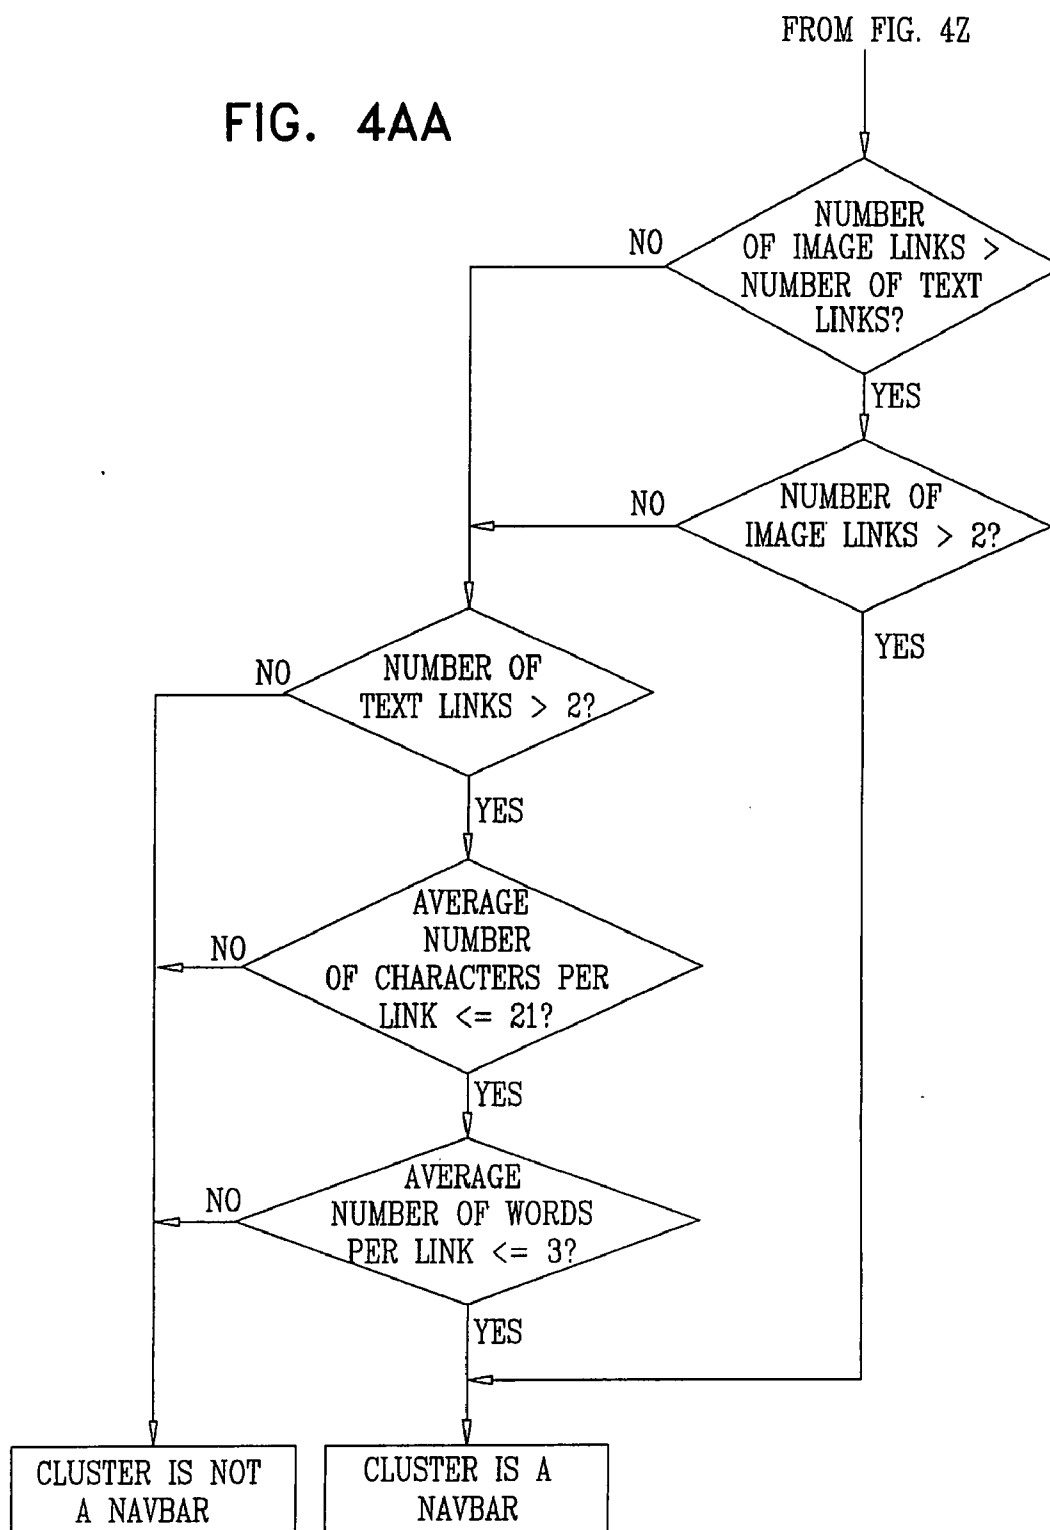 FROM FIG. 4Z
FIG. 4AA
NUMBER
OF IMAGE LINKS >
NUMBER OF TEXT
LINKS?
NO
YES
NUMBER OF
IMAGE LINKS > 2?
NO
YES
NUMBER OF
TEXT LINKS > 2?
NO
YES
AVERAGE
NUMBER
OF CHARACTERS PER
LINK <= 21?
NO
YES
AVERAGE
NUMBER OF WORDS
PER LINK <= 3?
NO
YES
CLUSTER IS NOT
A NAVBAR
CLUSTER IS A
NAVBAR